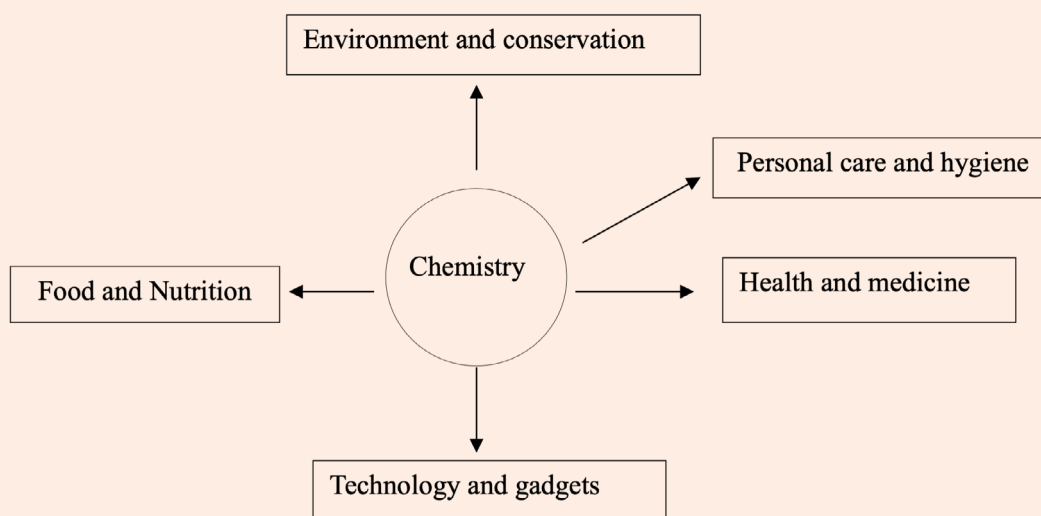 Environment and conservation
Personal care and hygiene
Chemistry
Food and Nutrition
Health and medicine
Technology and gadgets